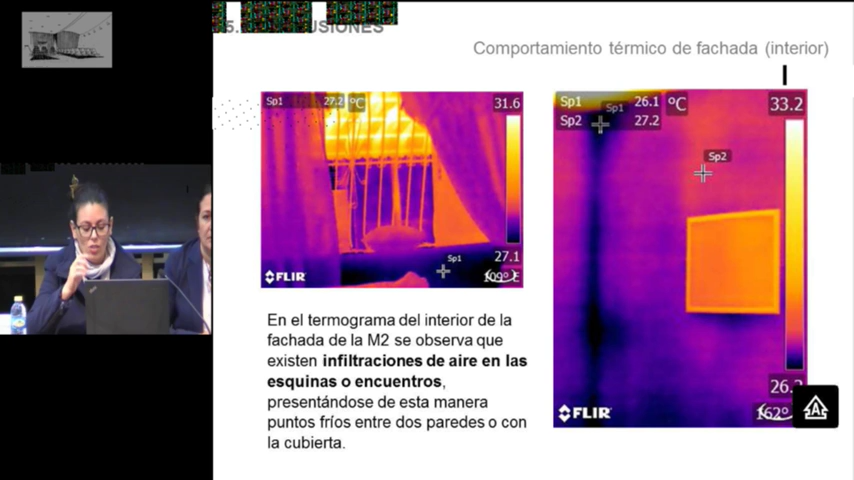 5.
USIONES
Comportamiento térmico de fachada (interior)
Sp1 27.2 °C 31.6
Sp1
27.1
FLIR 109° E
Sp1 26.1 °C 33.2
Sp2 27.2
Sp1
Sp2
26.2
FLIR 162°
En el termograma del interior de la
fachada de la M2 se observa que
existen infiltraciones de aire en las
esquinas o encuentros,
presentándose de esta manera
puntos fríos entre dos paredes o con
la cubierta.